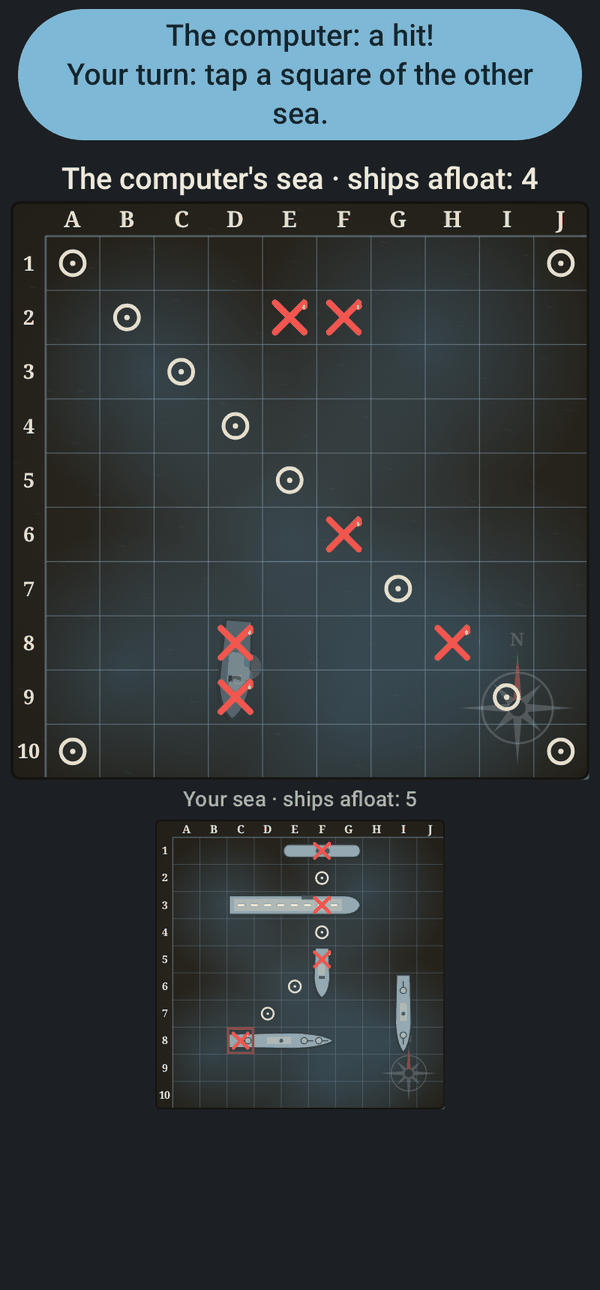 The computer: a hit!
Your turn: tap a square of the other
sea.
The computer's sea · ships afloat: 4
A B C D E F G H I J
1
2
3
4
5
6
7
8
N
9
10
Your sea · ships afloat: 5
A B C D E F G H I J
1
2
3
4
5
6
7
8
9
10